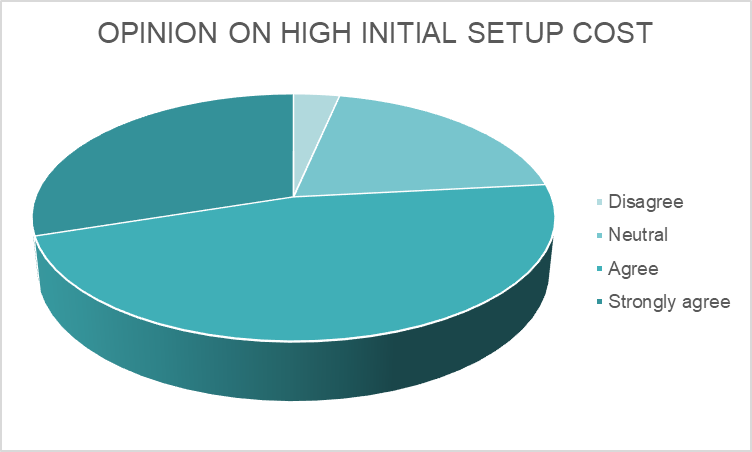 OPINION ON HIGH INITIAL SETUP COST
Disagree
Neutral
Agree
Strongly agree